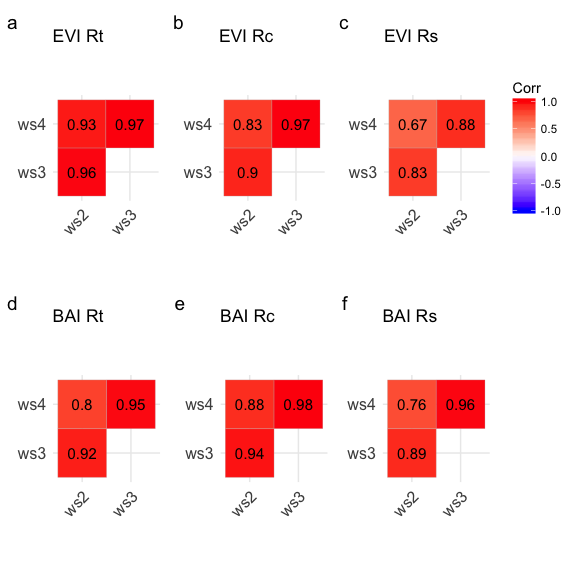 a
EVI Rt
b
EVI Rc
c
EVI Rs
ws4
0.93
0.97
ws3
0.96
ws2
ws3
ws4
0.83
0.97
ws3
0.9
ws2
ws3
ws4
0.67
0.88
ws3
0.83
ws2
ws3
Corr
1.0
0.5
0.0
-0.5
-1.0
d
BAI Rt
e
BAI Rc
f
BAI Rs
ws4
0.8
0.95
ws3
0.92
ws2
ws3
ws4
0.88
0.98
ws3
0.94
ws2
ws3
ws4
0.76
0.96
ws3
0.89
ws2
ws3